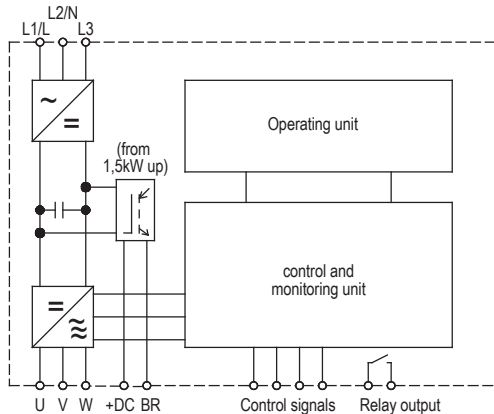 L2/N
L1/L L3
~
=
(from
1,5kW up)
Operating unit
control and
monitoring unit
=
≈
U V W +DC BR Control signals Relay output